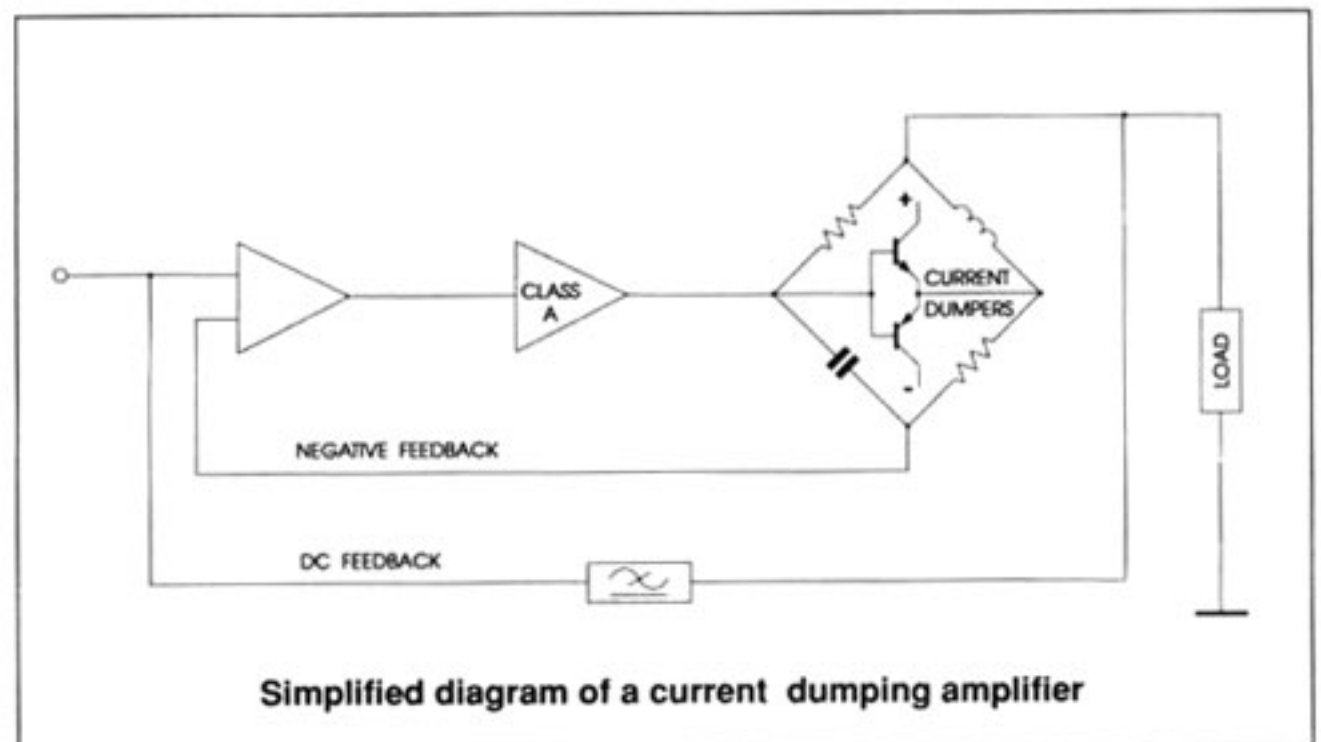 +
CURRENT
DUMPERS
CLASS
A
-
LOAD
NEGATIVE FEEDBACK
DC FEEDBACK
Simplified diagram of a current dumping amplifier